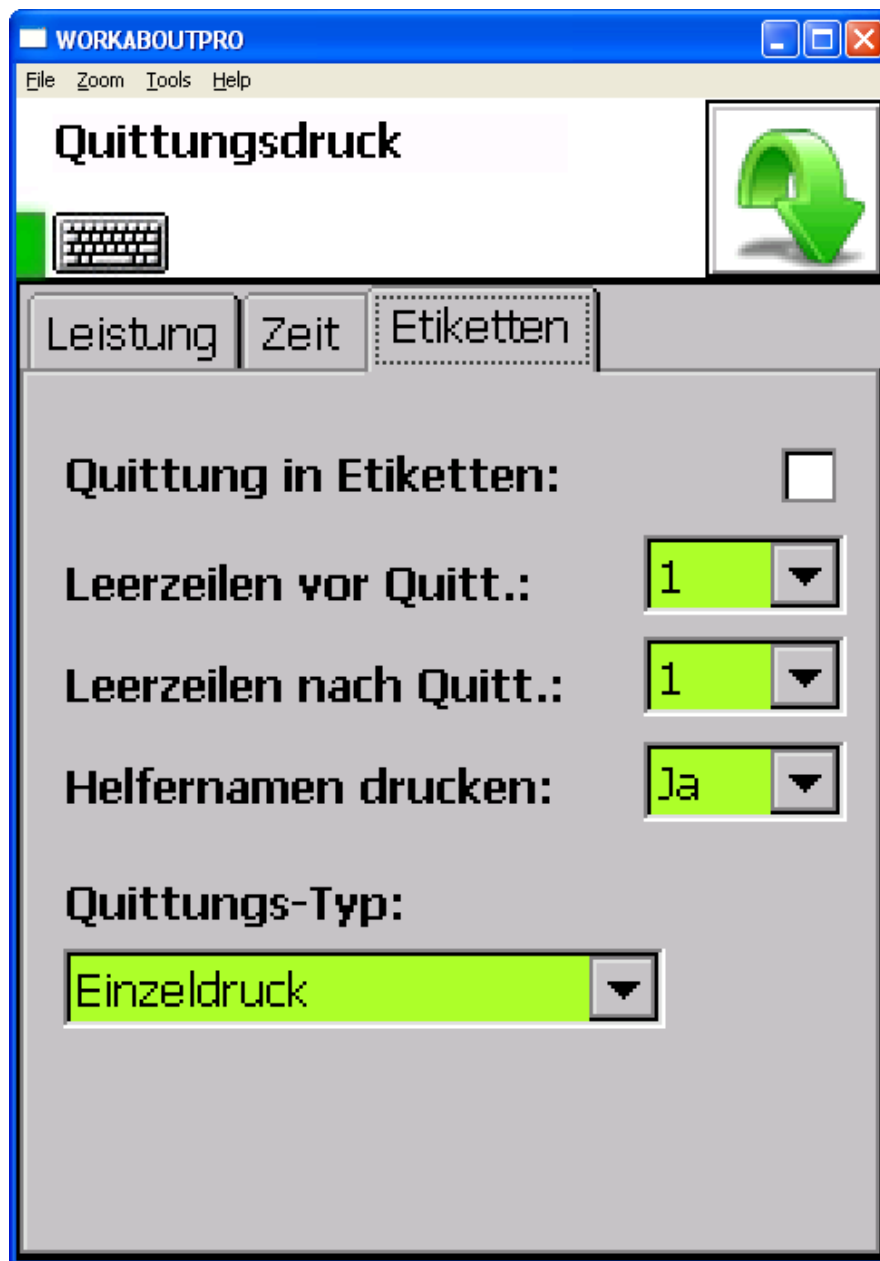 WORKABOUTPRO
File Zoom Tools Help
Quittungsdruck
Leistung Zeit Etiketten
Quittung in Etiketten:
Leerzeilen vor Quitt.: 1
Leerzeilen nach Quitt.: 1
Helfernamen drucken: Ja
Quittungs-Typ:
Einzeldruck